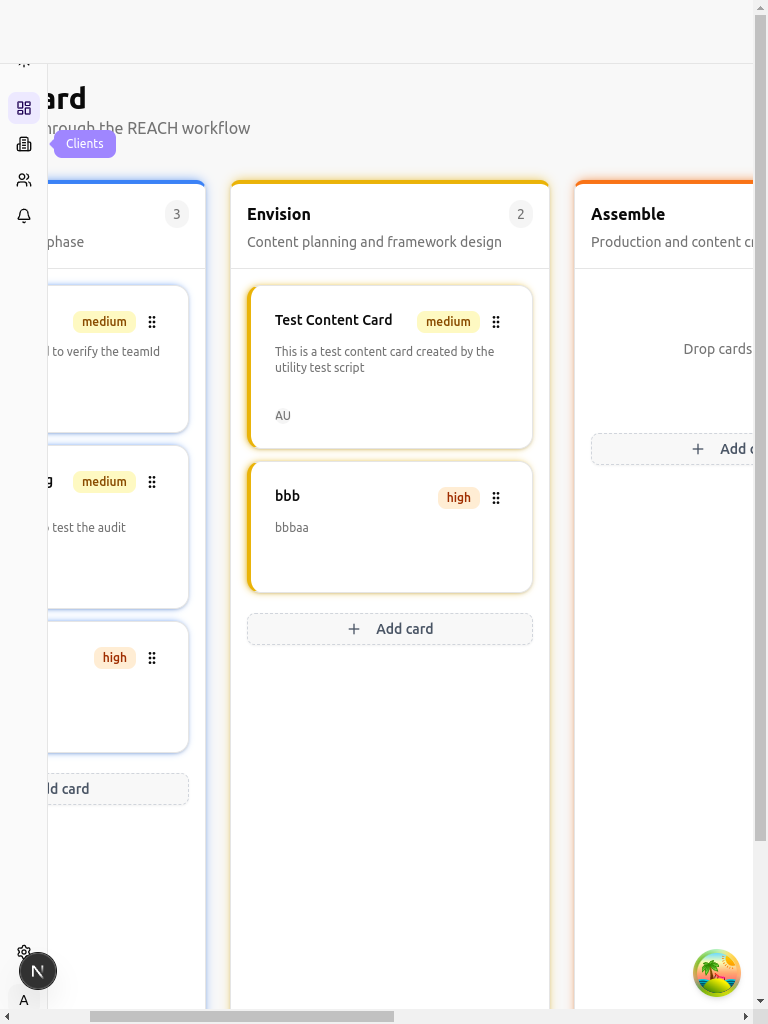 ard
hrough the REACH workflow
Clients
3
phase
medium
to verify the teamId
g
medium
test the audit
high
dd card
Envision
2
Content planning and framework design
Test Content Card
medium
This is a test content card created by the
utility test script
AU
bbb
high
bbbaa
Add card
Assemble
Production and content cr
Drop cards
Add c
N
A